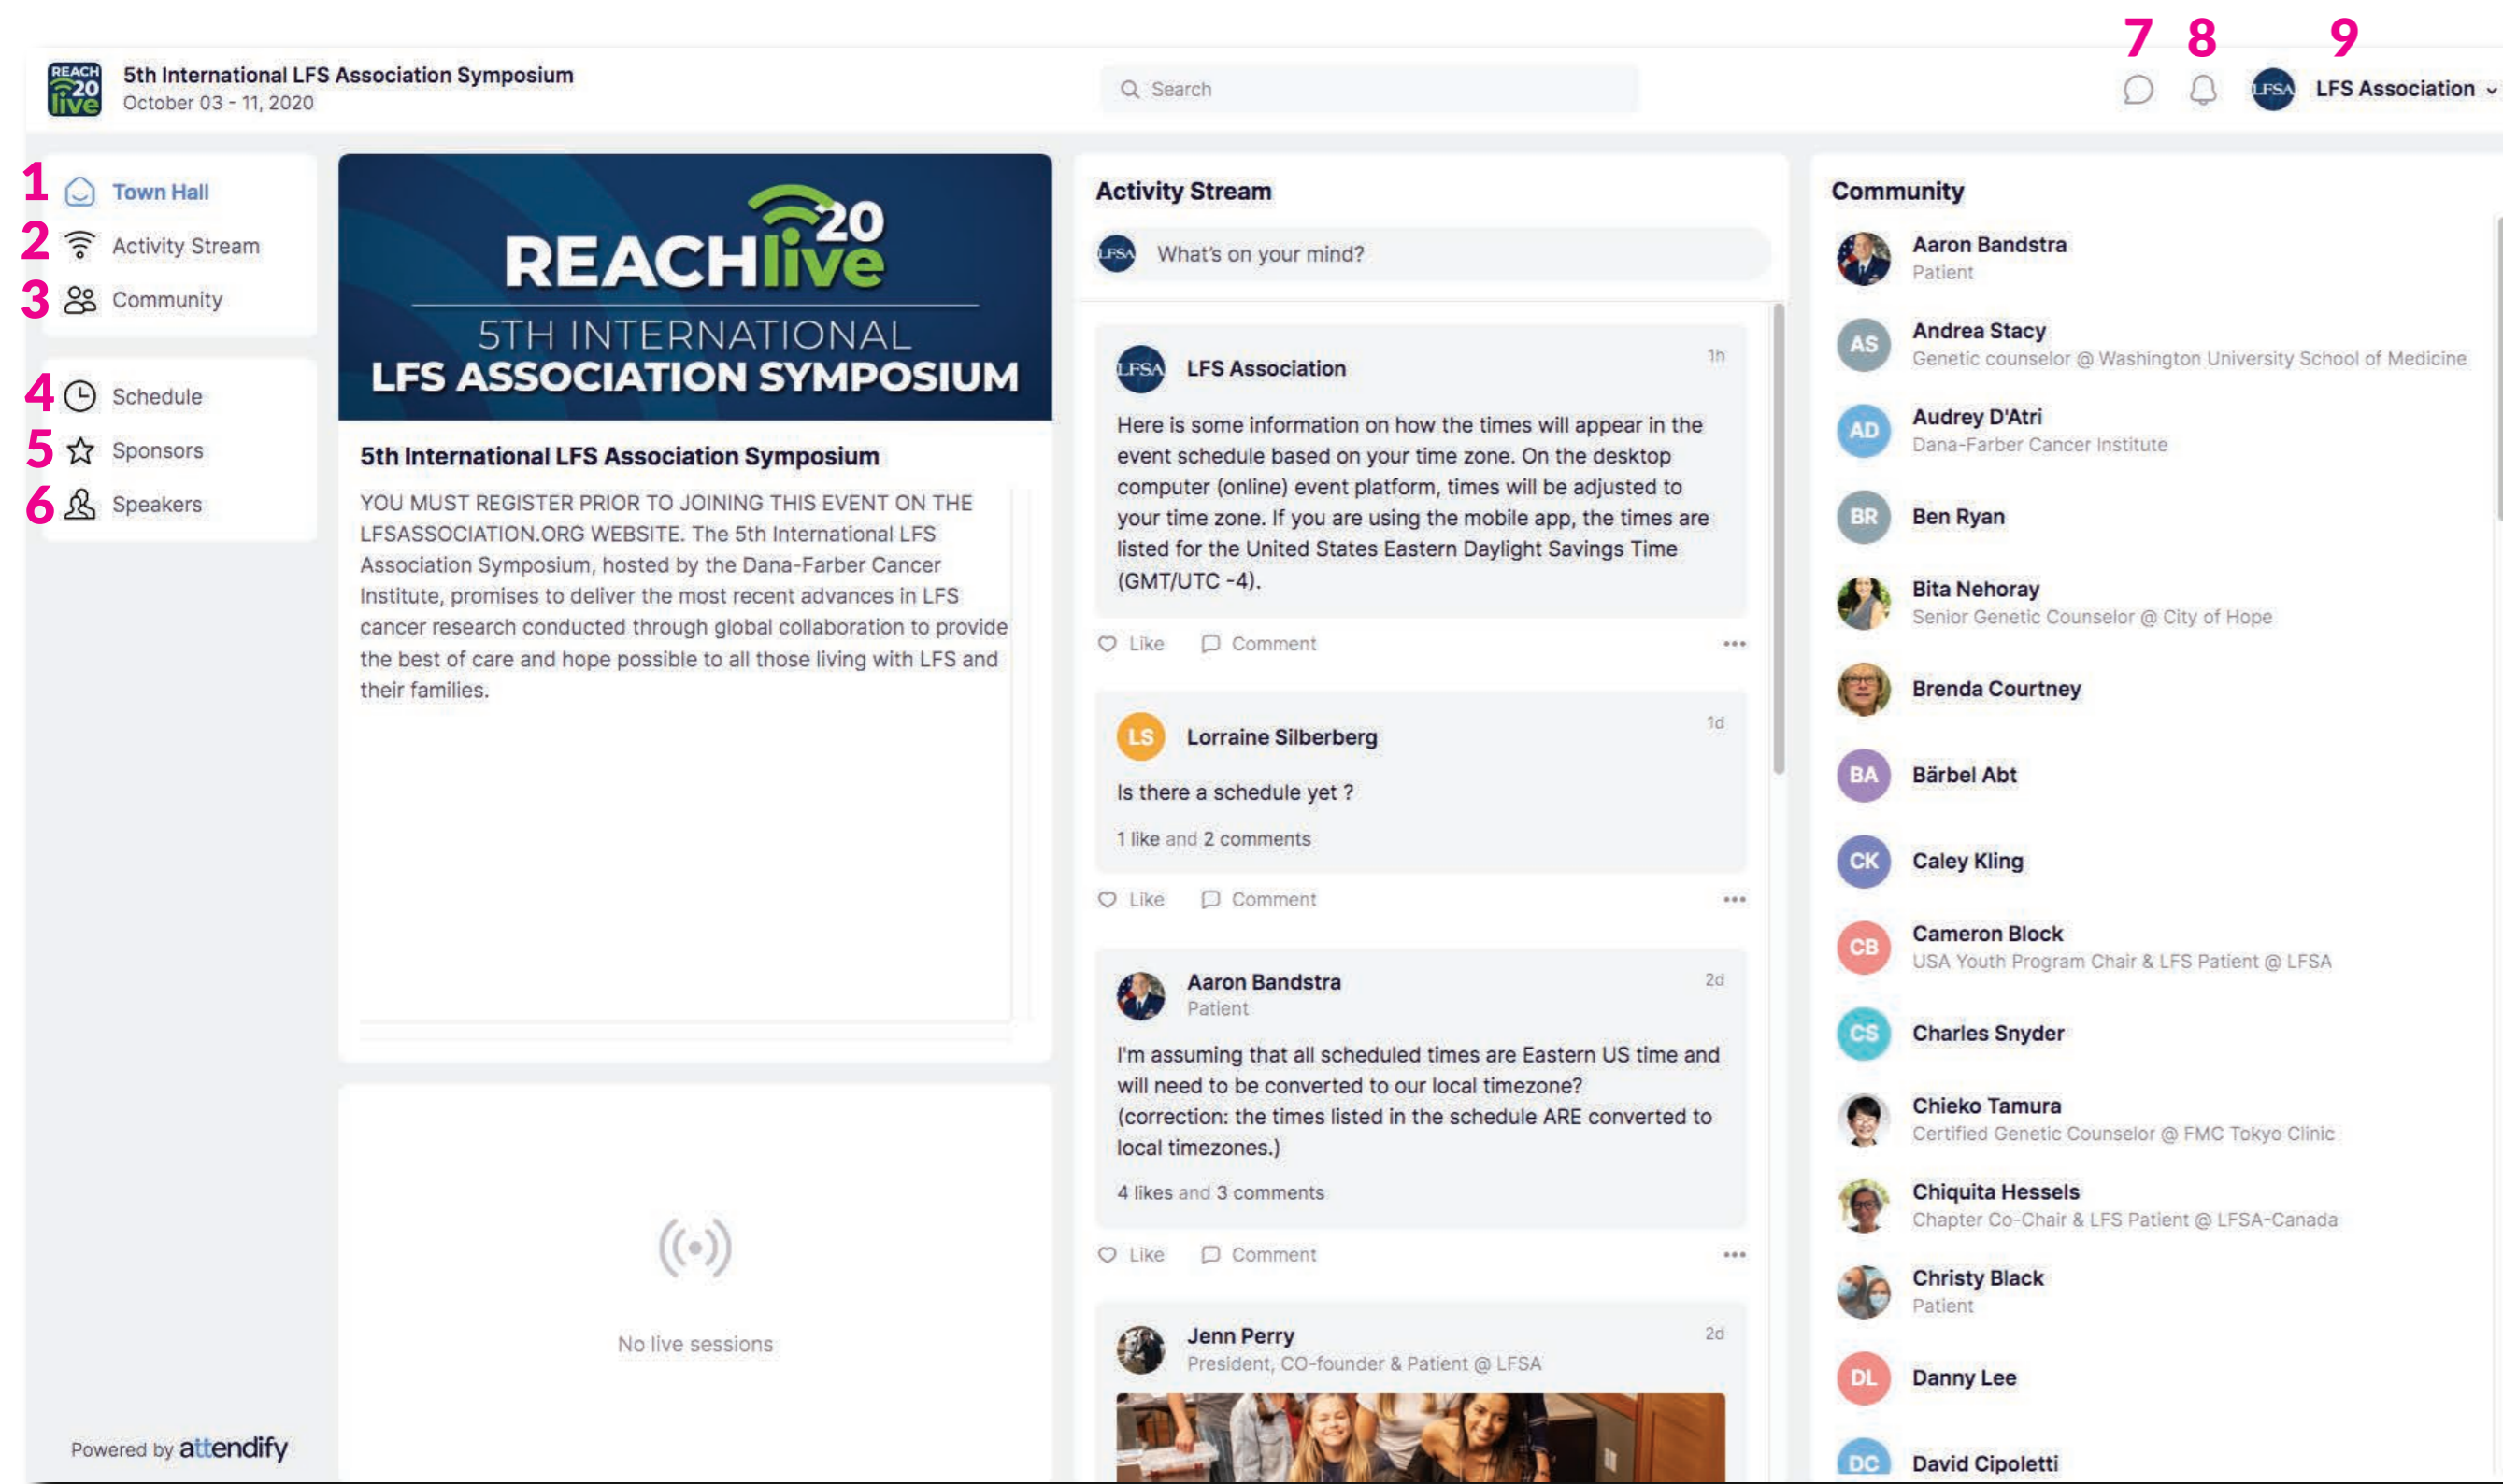 7 8 9
REACH
20
live
5th International LFS Association Symposium
October 03 - 11, 2020
Search
LFSA
LFS Association
1 Town Hall
2 Activity Stream
3 Community
4 Schedule
5 Sponsors
6 Speakers
Powered by attendify
REACHlive20
5TH INTERNATIONAL
LFS ASSOCIATION SYMPOSIUM
5th International LFS Association Symposium
YOU MUST REGISTER PRIOR TO JOINING THIS EVENT ON THE
LFSASSOCIATION.ORG WEBSITE. The 5th International LFS
Association Symposium, hosted by the Dana-Farber Cancer
Institute, promises to deliver the most recent advances in LFS
cancer research conducted through global collaboration to provide
the best of care and hope possible to all those living with LFS and
their families.
No live sessions
Activity Stream
LFSA What's on your mind?
LFSA LFS Association 1h
Here is some information on how the times will appear in the
event schedule based on your time zone. On the desktop
computer (online) event platform, times will be adjusted to
your time zone. If you are using the mobile app, the times are
listed for the United States Eastern Daylight Savings Time
(GMT/UTC -4).
Like Comment
LS Lorraine Silberberg 1d
Is there a schedule yet ?
1 like and 2 comments
Like Comment
Aaron Bandstra 2d
Patient
I'm assuming that all scheduled times are Eastern US time and
will need to be converted to our local timezone?
(correction: the times listed in the schedule ARE converted to
local timezones.)
4 likes and 3 comments
Like Comment
Jenn Perry 2d
President, CO-founder & Patient @ LFSA
Community
Aaron Bandstra
Patient
AS Andrea Stacy
Genetic counselor @ Washington University School of Medicine
AD Audrey D'Atri
Dana-Farber Cancer Institute
BR Ben Ryan
Bita Nehoray
Senior Genetic Counselor @ City of Hope
Brenda Courtney
BA Bärbel Abt
CK Caley Kling
CB Cameron Block
USA Youth Program Chair & LFS Patient @ LFSA
CS Charles Snyder
Chieko Tamura
Certified Genetic Counselor @ FMC Tokyo Clinic
Chiquita Hessels
Chapter Co-Chair & LFS Patient @ LFSA-Canada
Christy Black
Patient
DL Danny Lee
DC David Cipoletti